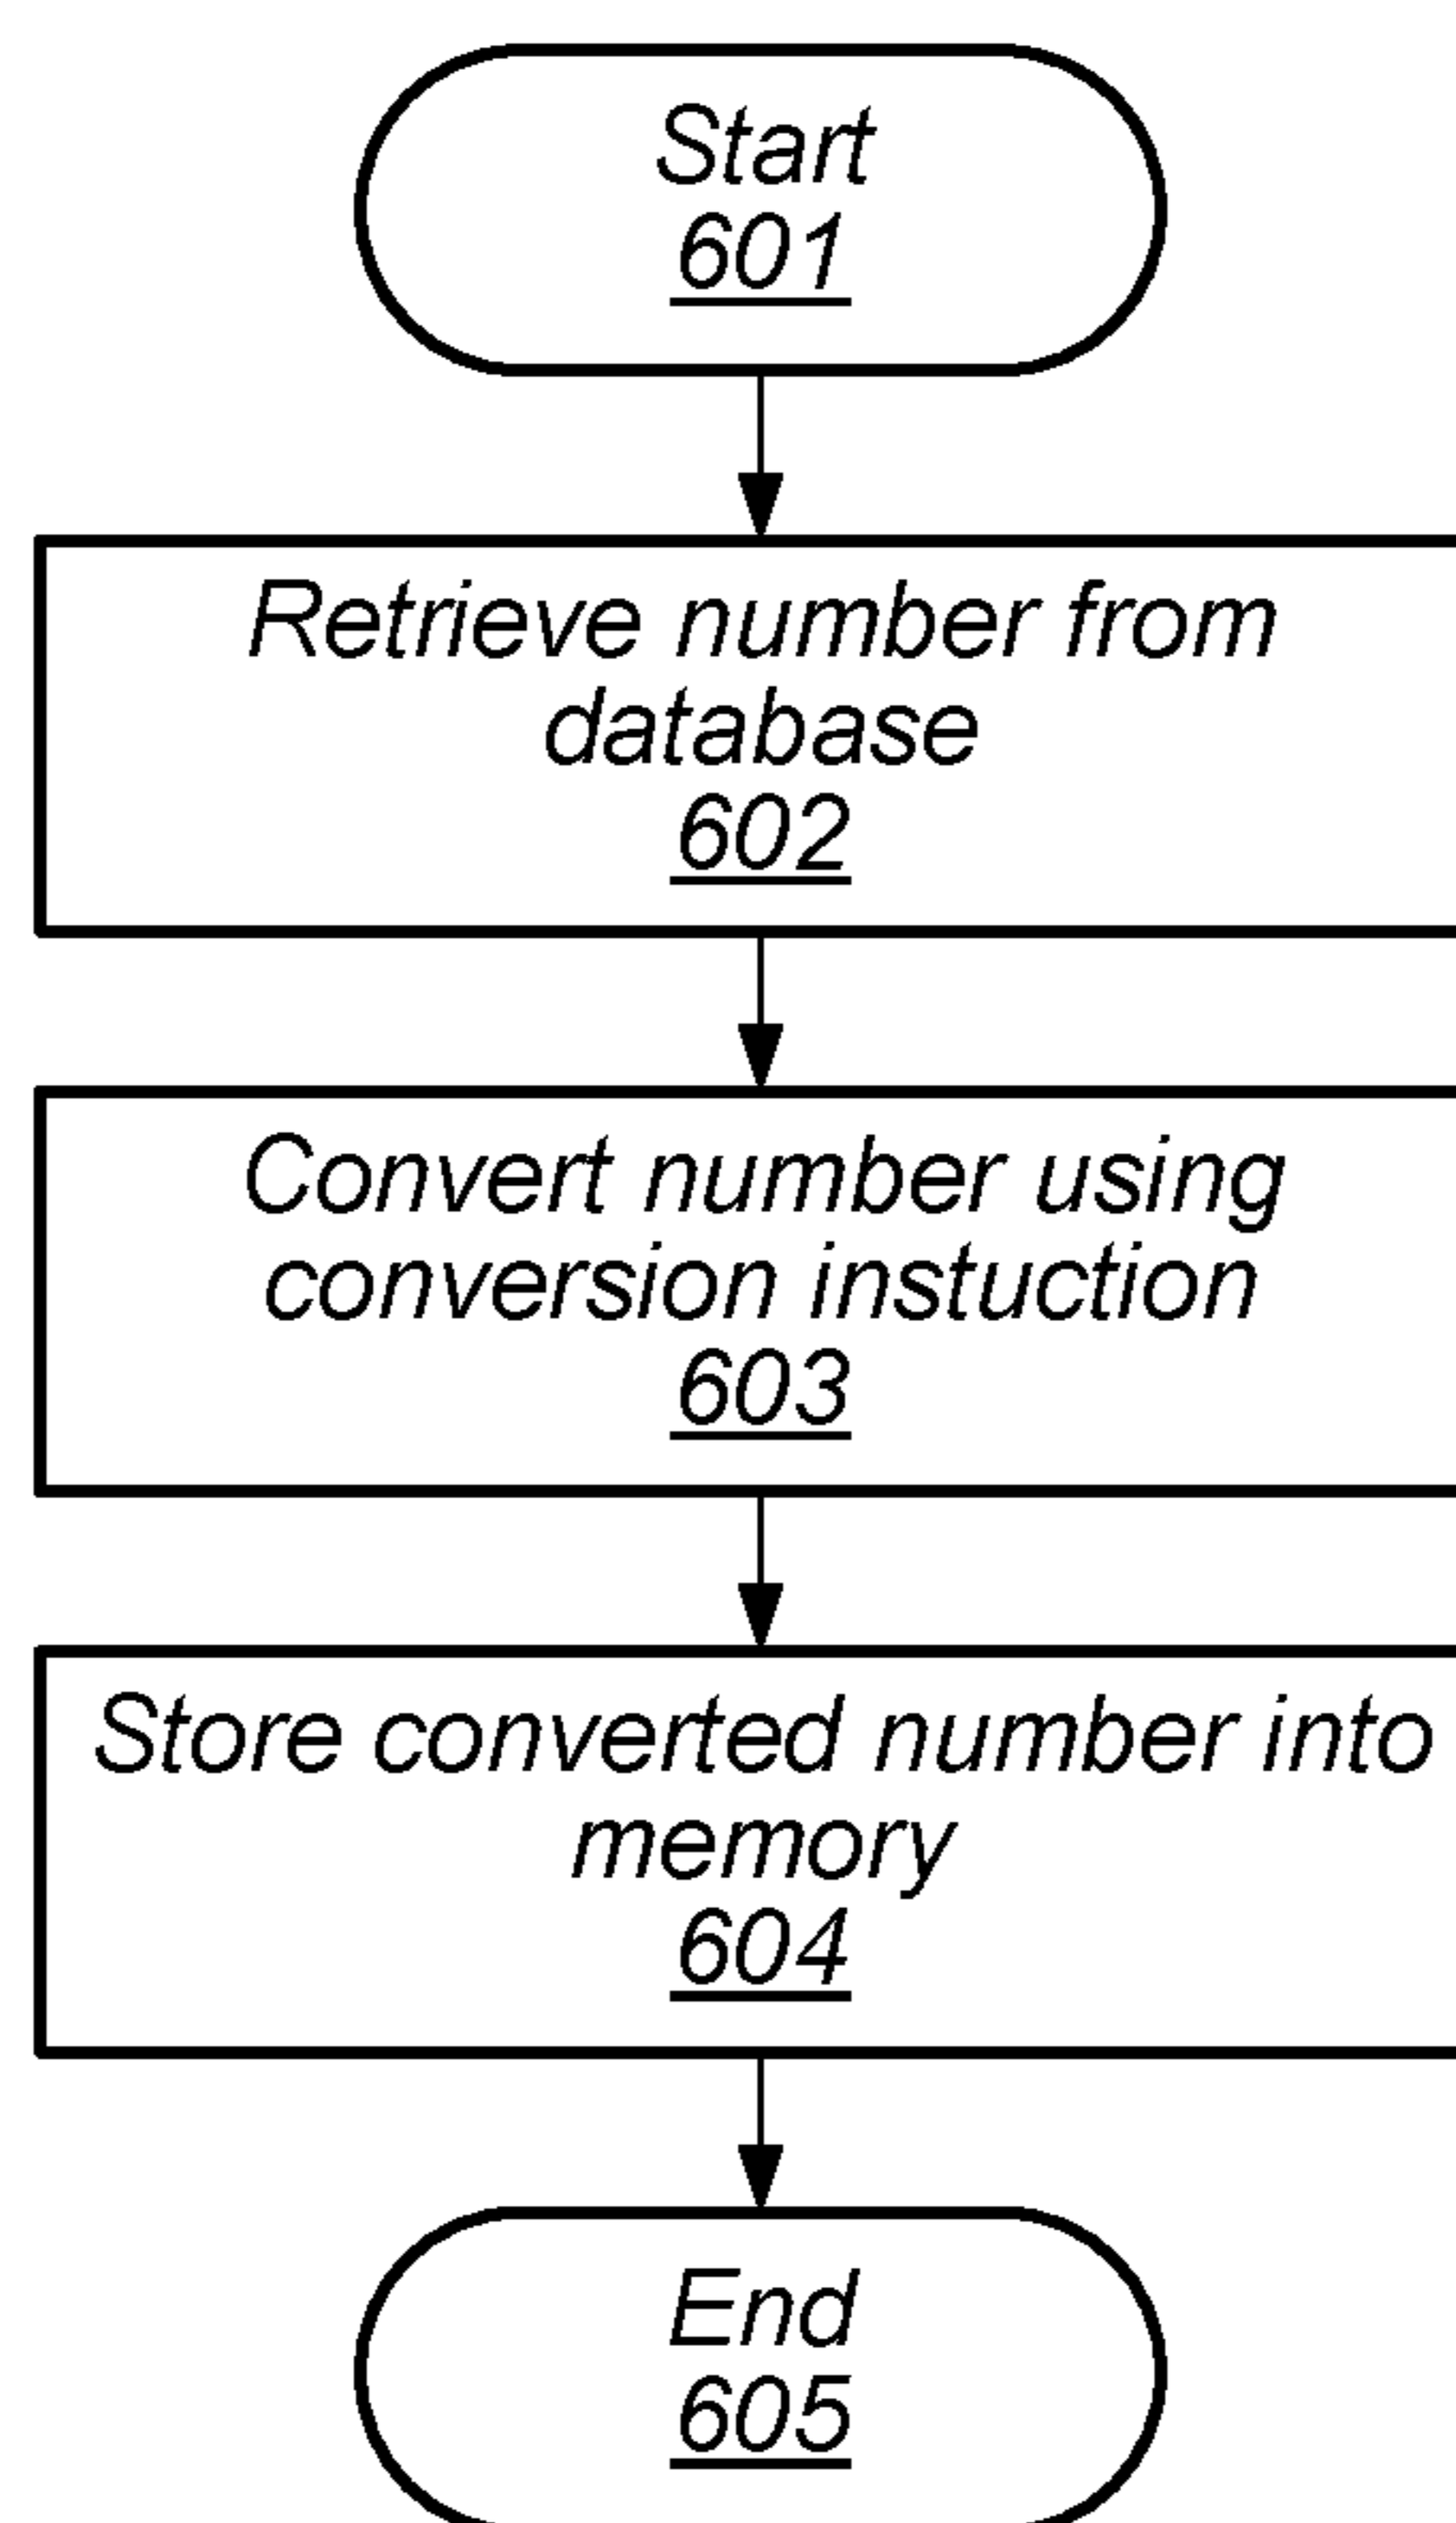 Start
601
Retrieve number from
database
602
Convert number using
conversion instuction
603
Store converted number into
memory
604
End
605